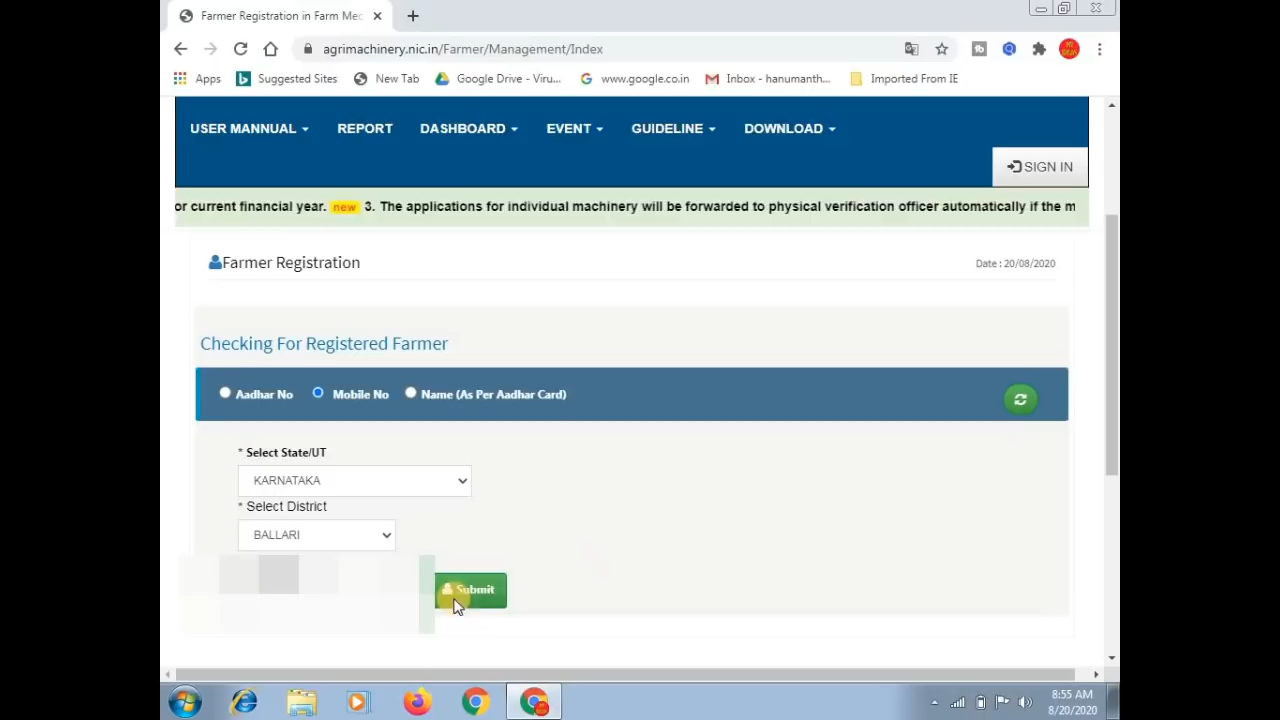 Farmer Registration in Farm Mec
agrimachinery.nic.in/Farmer/Management/Index
Apps Suggested Sites New Tab Google Drive - Viru... www.google.co.in Inbox - hanumanth... Imported From IE
USER MANNUAL REPORT DASHBOARD EVENT GUIDELINE DOWNLOAD
SIGN IN
or current financial year. new 3. The applications for individual machinery will be forwarded to physical verification officer automatically if the m
Farmer Registration Date : 20/08/2020
Checking For Registered Farmer
Aadhar No Mobile No Name (As Per Aadhar Card)
* Select State/UT
KARNATAKA
* Select District
BALLARI
Submit
8:55 AM
8/20/2020